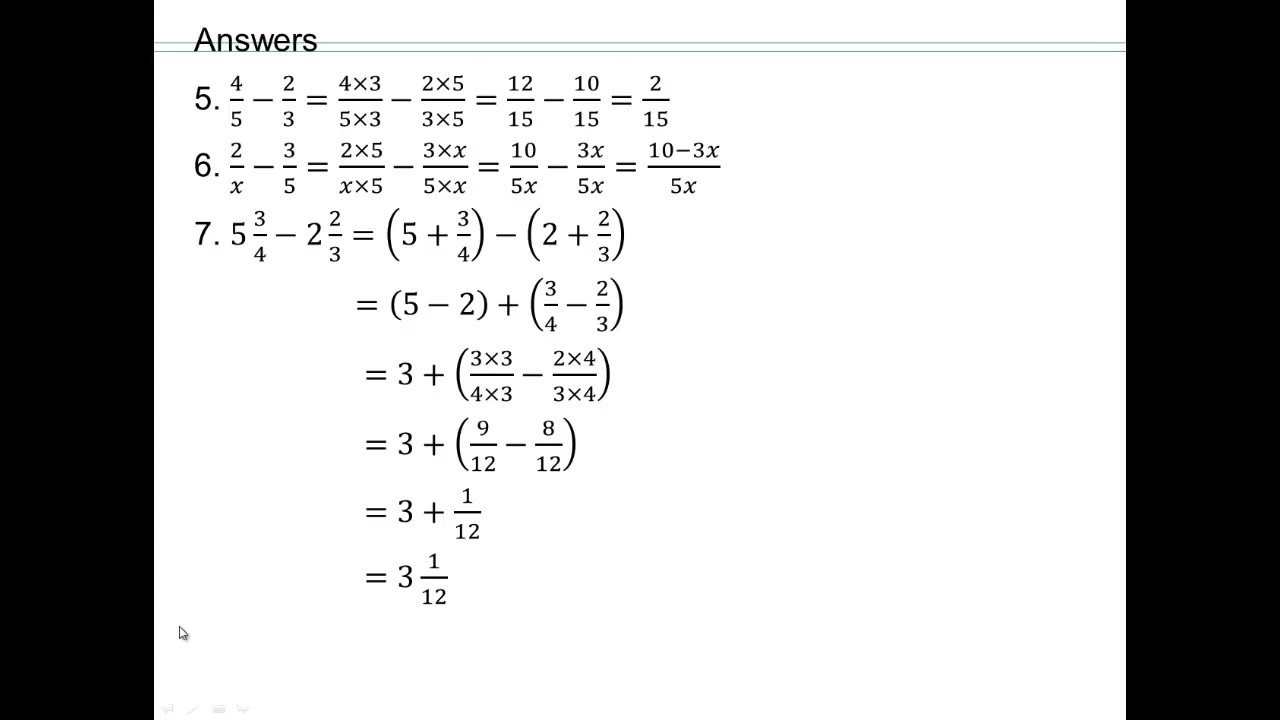 Answers
5. 4/5 − 2/3 = 4×3/5×3 − 2×5/3×5 = 12/15 − 10/15 = 2/15
6. 2/x − 3/5 = 2×5/x×5 − 3×x/5×x = 10/5x − 3x/5x = 10−3x/5x
7. 5 3/4 − 2 2/3 = (5 + 3/4) − (2 + 2/3)
= (5 − 2) + (3/4 − 2/3)
= 3 + (3×3/4×3 − 2×4/3×4)
= 3 + (9/12 − 8/12)
= 3 + 1/12
= 3 1/12